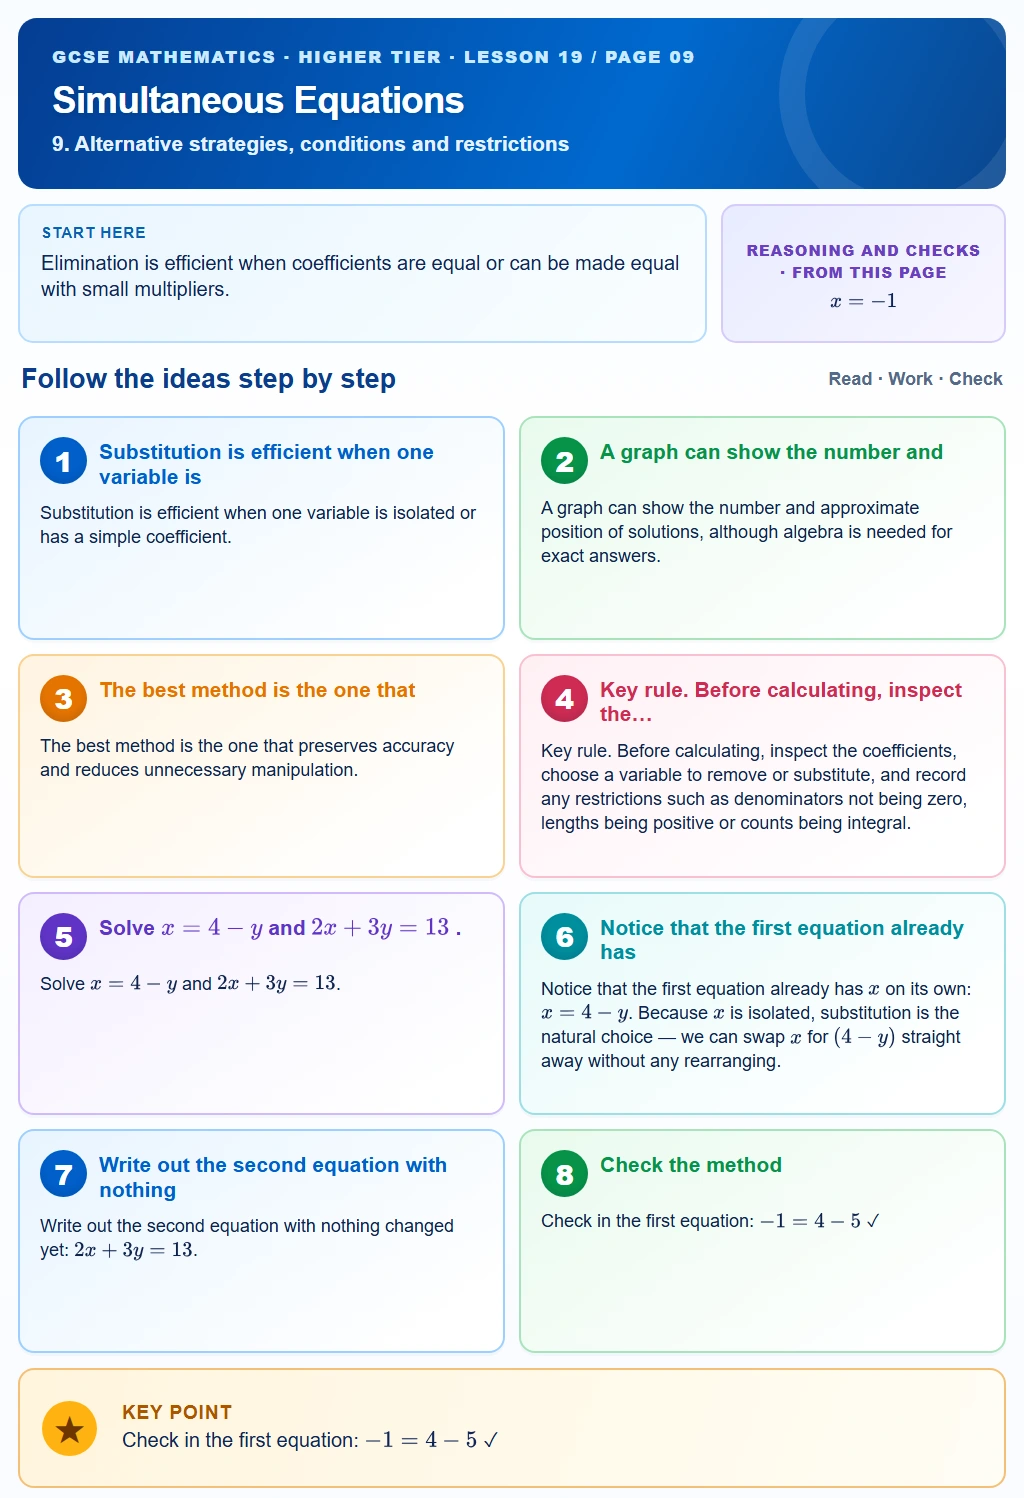 GCSE MATHEMATICS · HIGHER TIER · LESSON 19 / PAGE 09
Simultaneous Equations
9. Alternative strategies, conditions and restrictions
START HERE
Elimination is efficient when coefficients are equal or can be made equal
with small multipliers.
REASONING AND CHECKS
· FROM THIS PAGE
x = −1
Follow the ideas step by step
Read · Work · Check
1
Substitution is efficient when one
variable is
Substitution is efficient when one variable is isolated or
has a simple coefficient.
2
A graph can show the number and
A graph can show the number and approximate
position of solutions, although algebra is needed for
exact answers.
3
The best method is the one that
The best method is the one that preserves accuracy
and reduces unnecessary manipulation.
4
Key rule. Before calculating, inspect
the…
Key rule. Before calculating, inspect the coefficients,
choose a variable to remove or substitute, and record
any restrictions such as denominators not being zero,
lengths being positive or counts being integral.
5
Solve x = 4 − y and 2x + 3y = 13 .
Solve x = 4 − y and 2x + 3y = 13.
6
Notice that the first equation already
has
Notice that the first equation already has x on its own:
x = 4 − y. Because x is isolated, substitution is the
natural choice — we can swap x for (4 − y) straight
away without any rearranging.
7
Write out the second equation with
nothing
Write out the second equation with nothing changed
yet: 2x + 3y = 13.
8
Check the method
Check in the first equation: −1 = 4 − 5 ✓
KEY POINT
Check in the first equation: −1 = 4 − 5 ✓